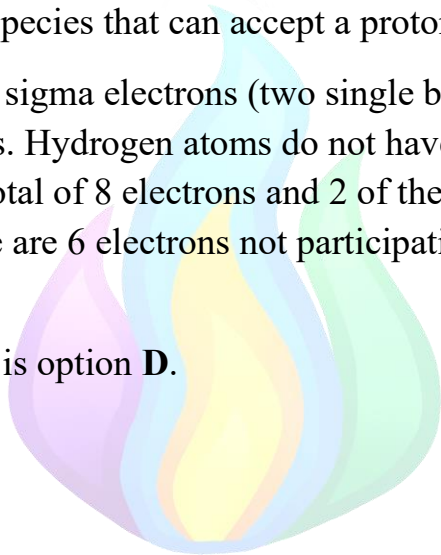 pecies that can accept a proto
sigma electrons (two single b
s. Hydrogen atoms do not have
otal of 8 electrons and 2 of the
e are 6 electrons not participati
is option D.